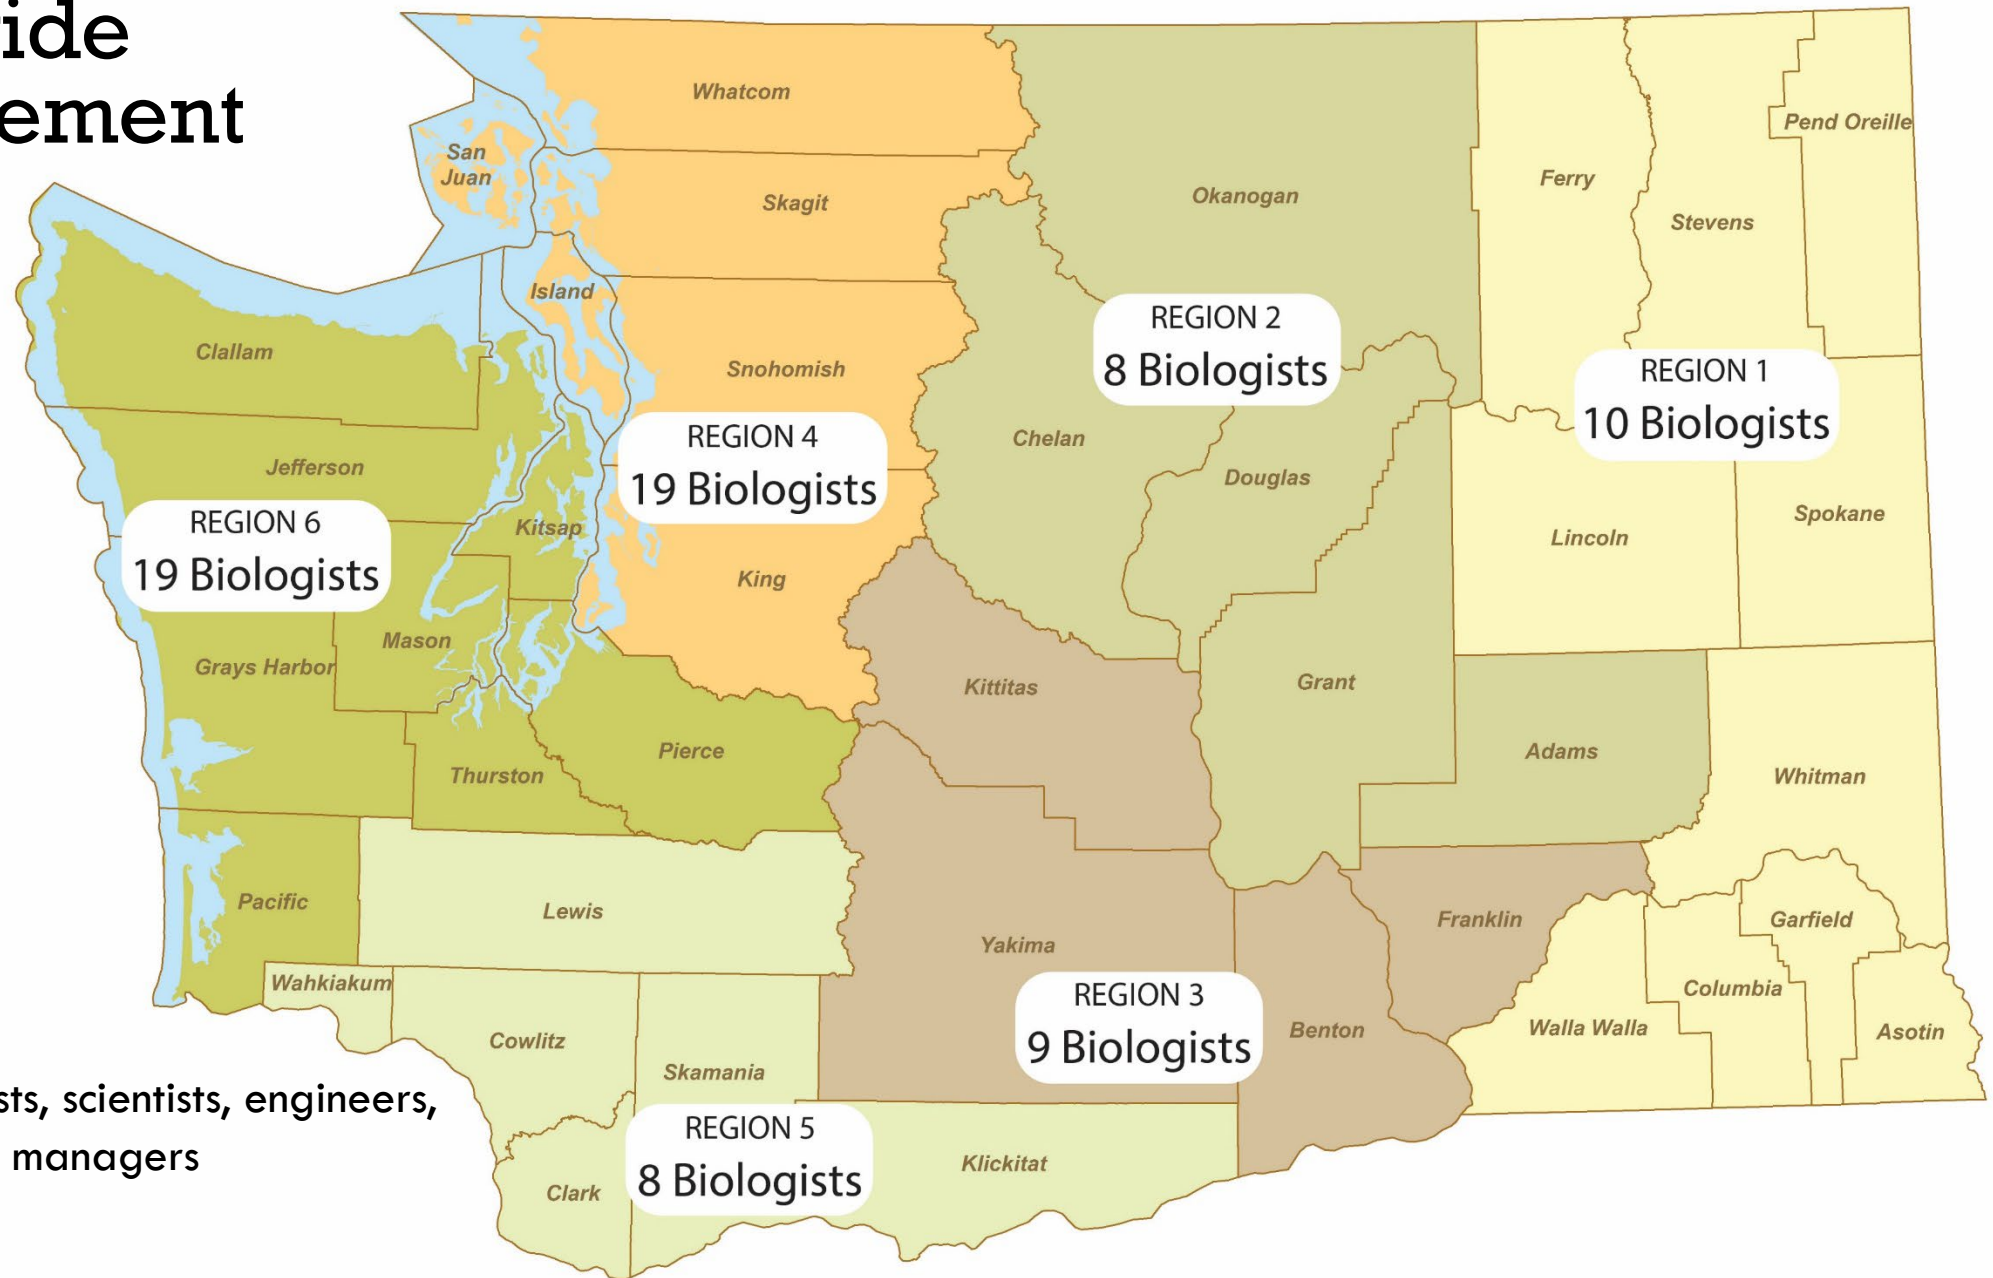 ide
ement
Whatcom
San
Juan
Skagit
Pend Oreille
Ferry
Okanogan
Stevens
Island
Clallam
REGION 2
8 Biologists
Snohomish
REGION 1
10 Biologists
REGION 4
19 Biologists
Chelan
Jefferson
Douglas
REGION 6
19 Biologists
Kitsap
Spokane
Lincoln
King
Mason
Grays Harbor
Kittitas
Grant
Pierce
Adams
Thurston
Whitman
Pacific
Lewis
Yakima
Franklin
Garfield
Wahkiakum
REGION 3
9 Biologists
Columbia
Cowlitz
Benton
Walla Walla
Asotin
Skamania
sts, scientists, engineers,
managers
REGION 5
8 Biologists
Klickitat
Clark